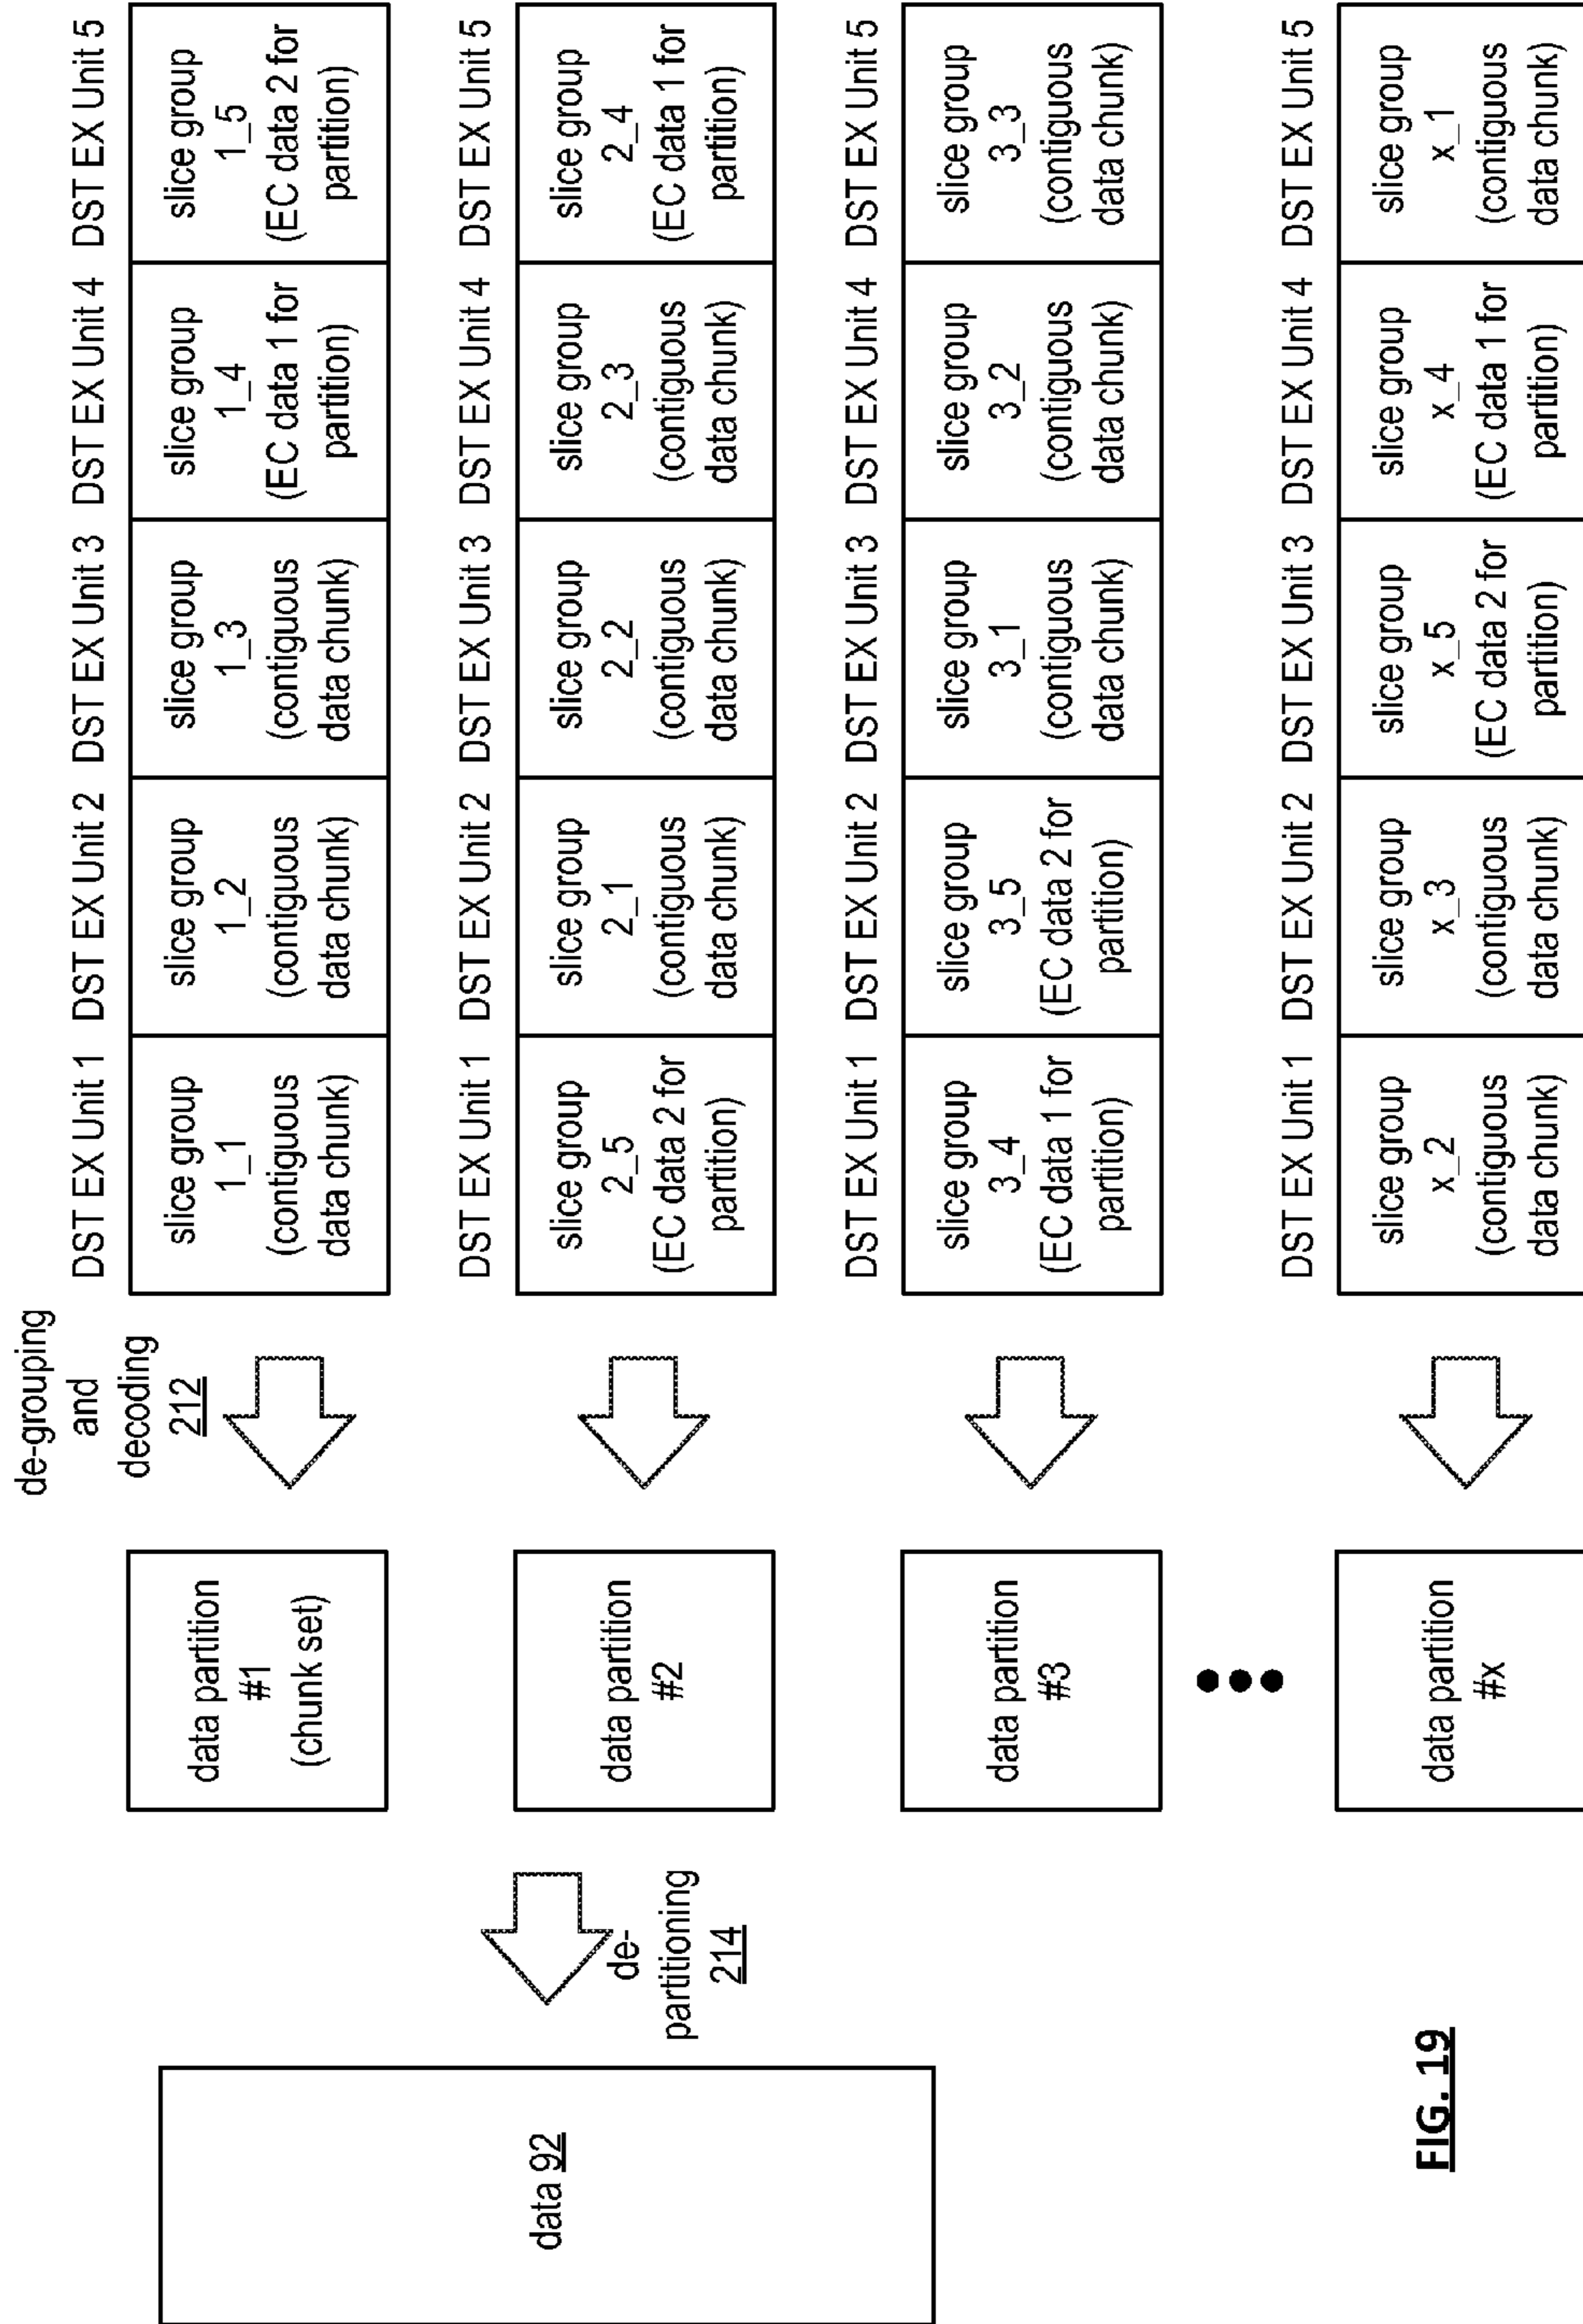 de-grouping
and
decoding
212
DST EX Unit 1 DST EX Unit 2 DST EX Unit 3 DST EX Unit 4 DST EX Unit 5
data 92
de-
partitioning
214
data partition
#1
(chunk set)
slice group
1_1
(contiguous
data chunk)
slice group
1_2
(contiguous
data chunk)
slice group
1_3
(contiguous
data chunk)
slice group
1_4
(EC data 1 for
partition)
slice group
1_5
(EC data 2 for
partition)
DST EX Unit 1 DST EX Unit 2 DST EX Unit 3 DST EX Unit 4 DST EX Unit 5
data partition
#2
slice group
2_5
(EC data 2 for
partition)
slice group
2_1
(contiguous
data chunk)
slice group
2_2
(contiguous
data chunk)
slice group
2_3
(contiguous
data chunk)
slice group
2_4
(EC data 1 for
partition)
DST EX Unit 1 DST EX Unit 2 DST EX Unit 3 DST EX Unit 4 DST EX Unit 5
data partition
#3
slice group
3_4
(EC data 1 for
partition)
slice group
3_5
(EC data 2 for
partition)
slice group
3_1
(contiguous
data chunk)
slice group
3_2
(contiguous
data chunk)
slice group
3_3
(contiguous
data chunk)
DST EX Unit 1 DST EX Unit 2 DST EX Unit 3 DST EX Unit 4 DST EX Unit 5
data partition
#x
slice group
x_2
(contiguous
data chunk)
slice group
x_3
(contiguous
data chunk)
slice group
x_5
(EC data 2 for
partition)
slice group
x_4
(EC data 1 for
partition)
slice group
x_1
(contiguous
data chunk)
FIG. 19